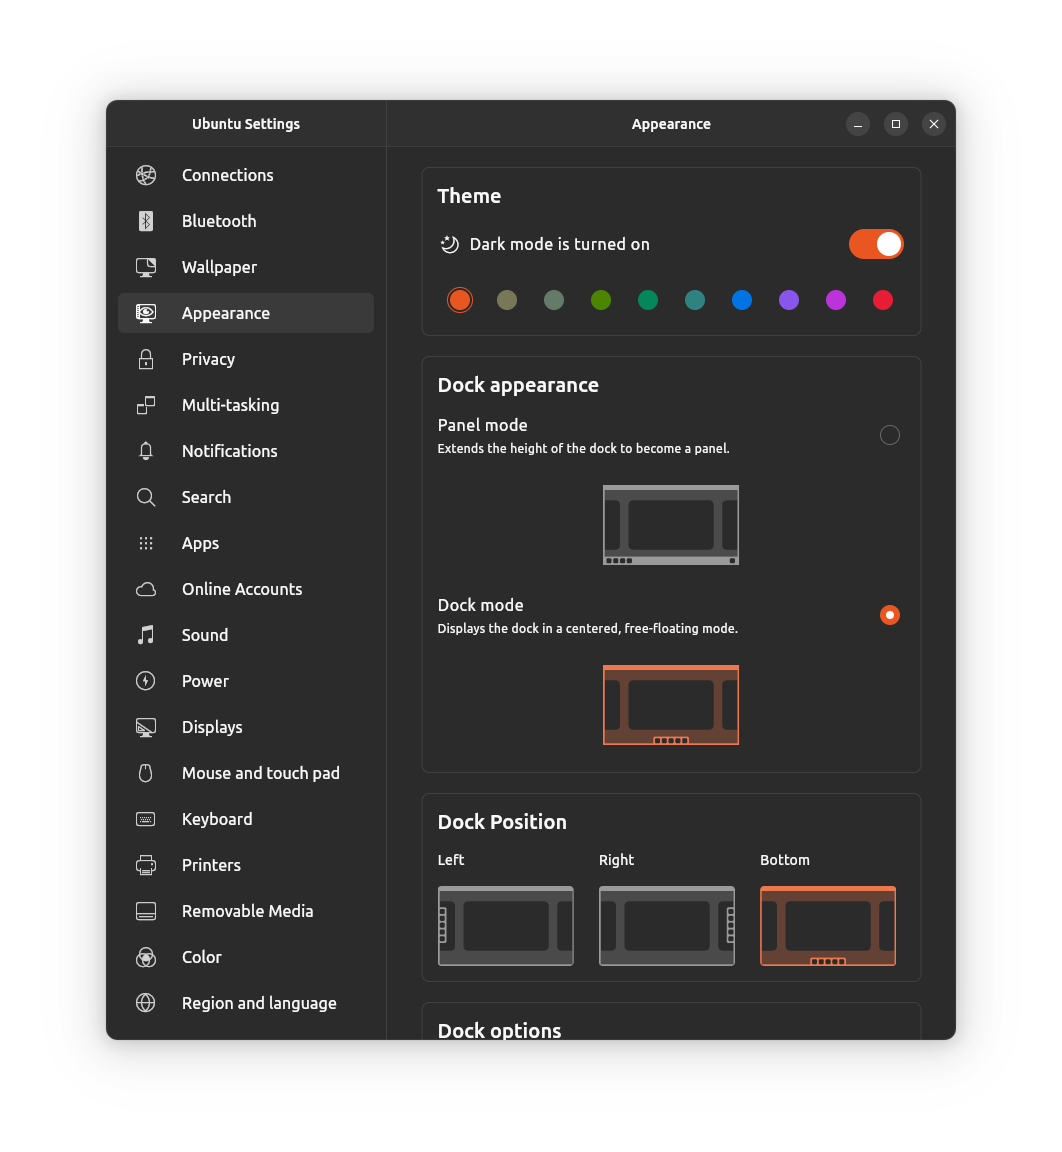 Ubuntu Settings
Appearance
Connections
Bluetooth
Wallpaper
Appearance
Privacy
Multi-tasking
Notifications
Search
Apps
Online Accounts
Sound
Power
Displays
Mouse and touch pad
Keyboard
Printers
Removable Media
Color
Region and language
Theme
Dark mode is turned on
Dock appearance
Panel mode
Extends the height of the dock to become a panel.
Dock mode
Displays the dock in a centered, free-floating mode.
Dock Position
Left
Right
Bottom
Dock options